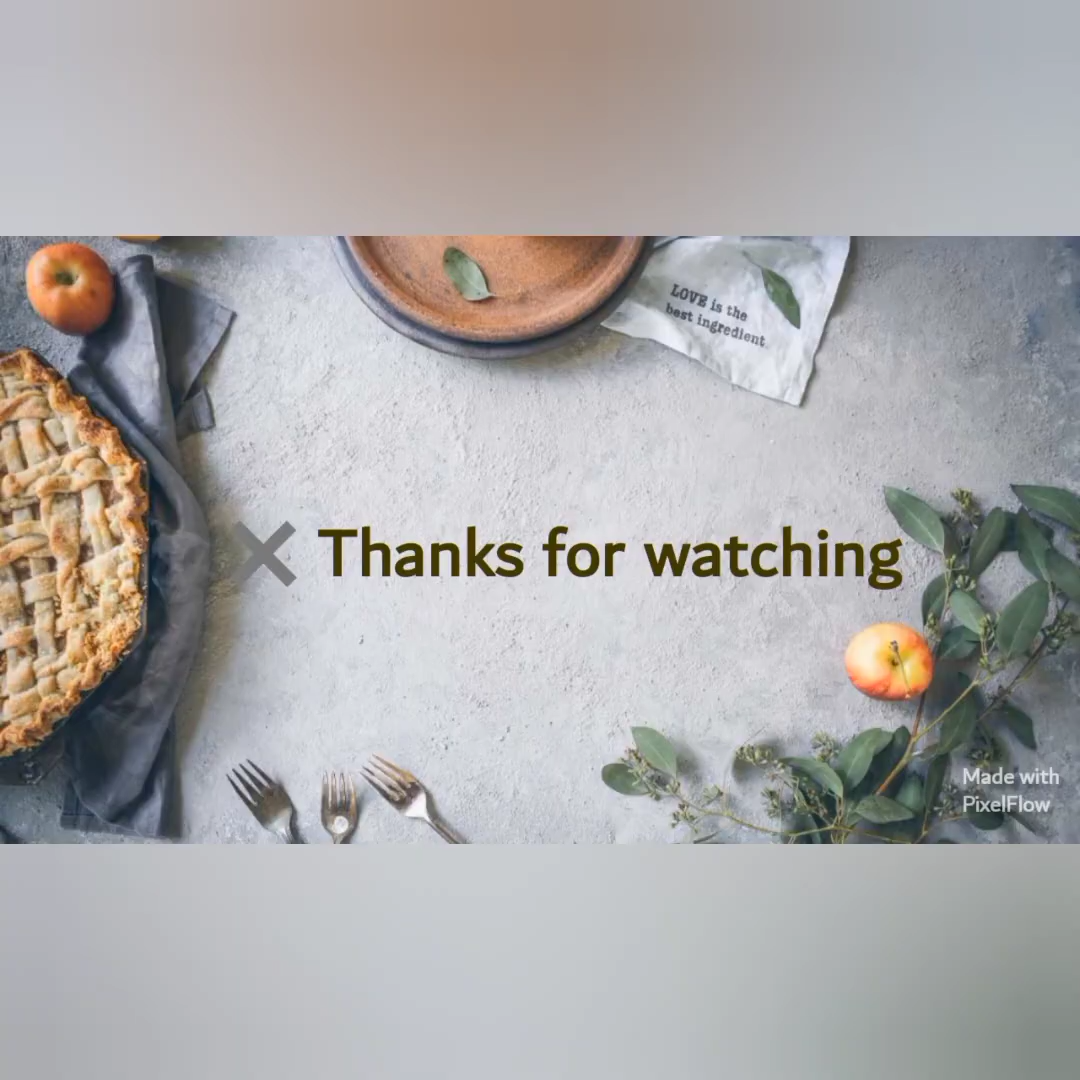 LOVE is the
best ingredient
Thanks for watching
Made with
PixelFlow